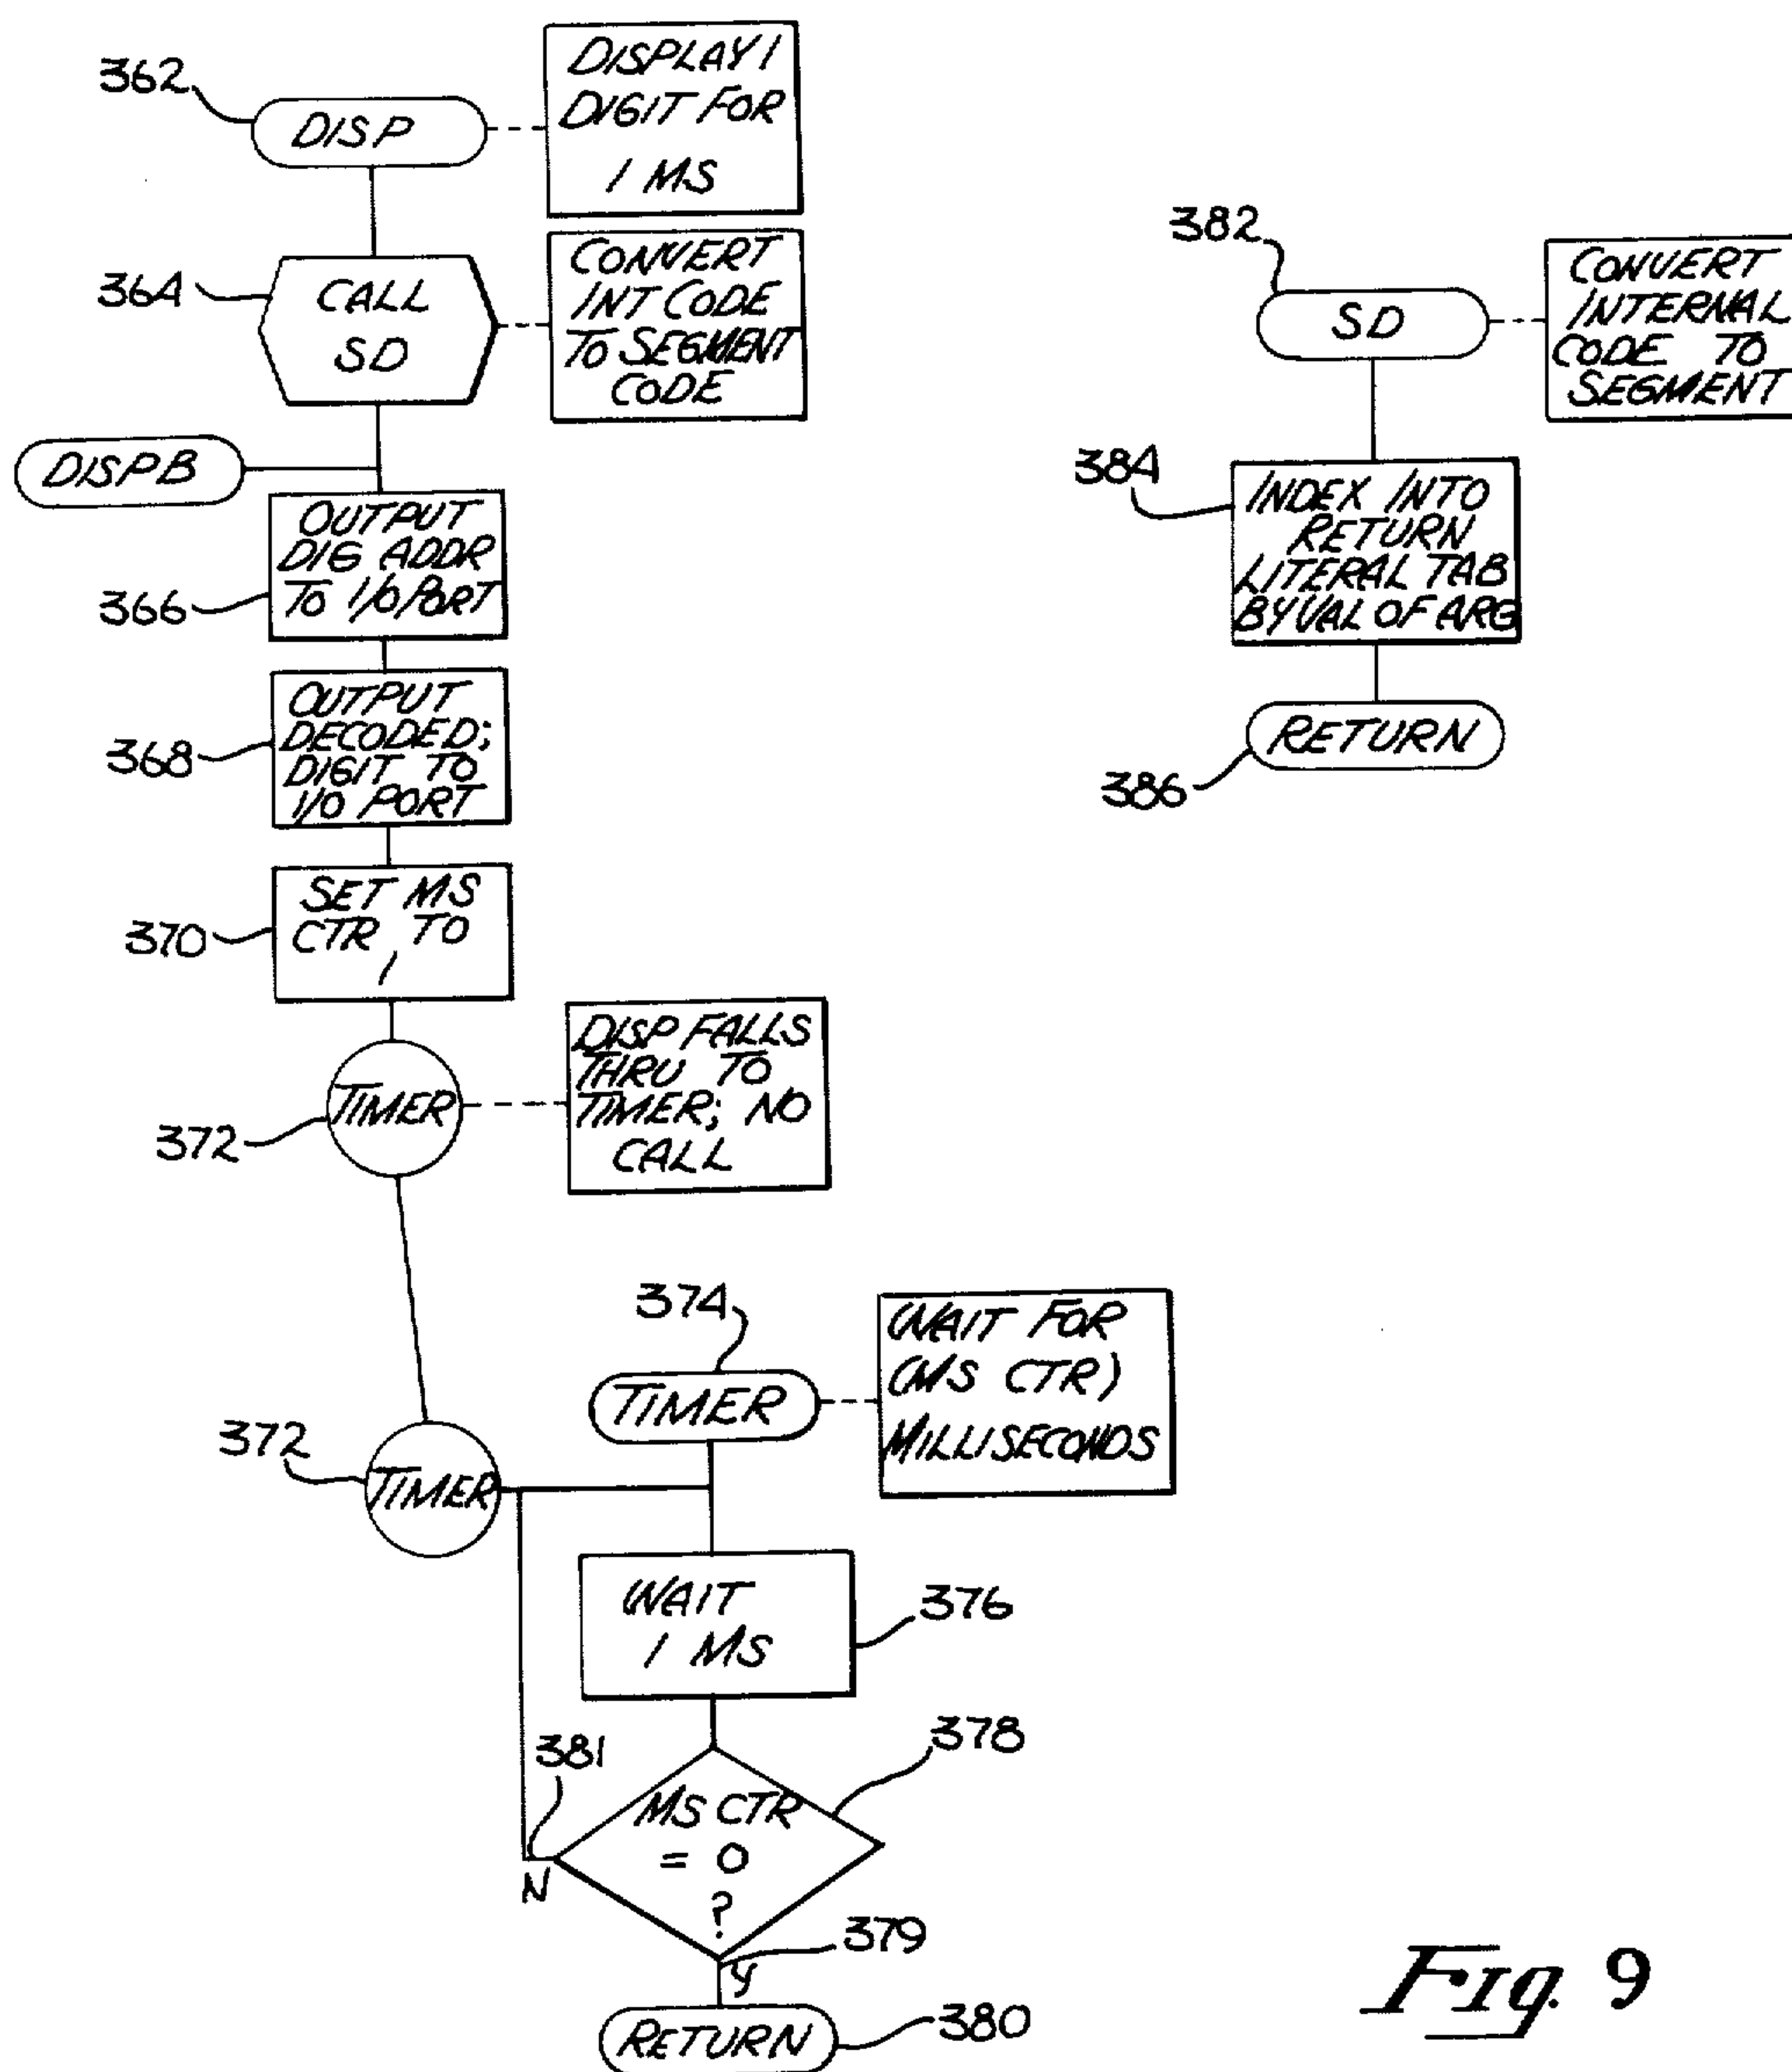 362
DISP
DISPLAY 1
DIGIT FOR
1 MS
364
CALL
SD
CONVERT
INT CODE
TO SEGMENT
CODE
DISPB
OUTPUT
DIG ADDR
TO I/O PORT
366
OUTPUT
DECODED;
DIGIT TO
I/O PORT
368
SET MS
CTR TO
1
370
TIMER
372
DISP FALLS
THRU TO
TIMER; NO
CALL
372
TIMER
374
TIMER
WAIT FOR
(MS CTR)
MILLISECONDS
WAIT
1 MS
376
378
MS CTR
= 0
?
381
N
379
Y
RETURN
380
382
SD
CONVERT
INTERNAL
CODE TO
SEGMENT
384
INDEX INTO
RETURN
LITERAL TAB
BY VAL OF ARG
RETURN
386
Fig. 9